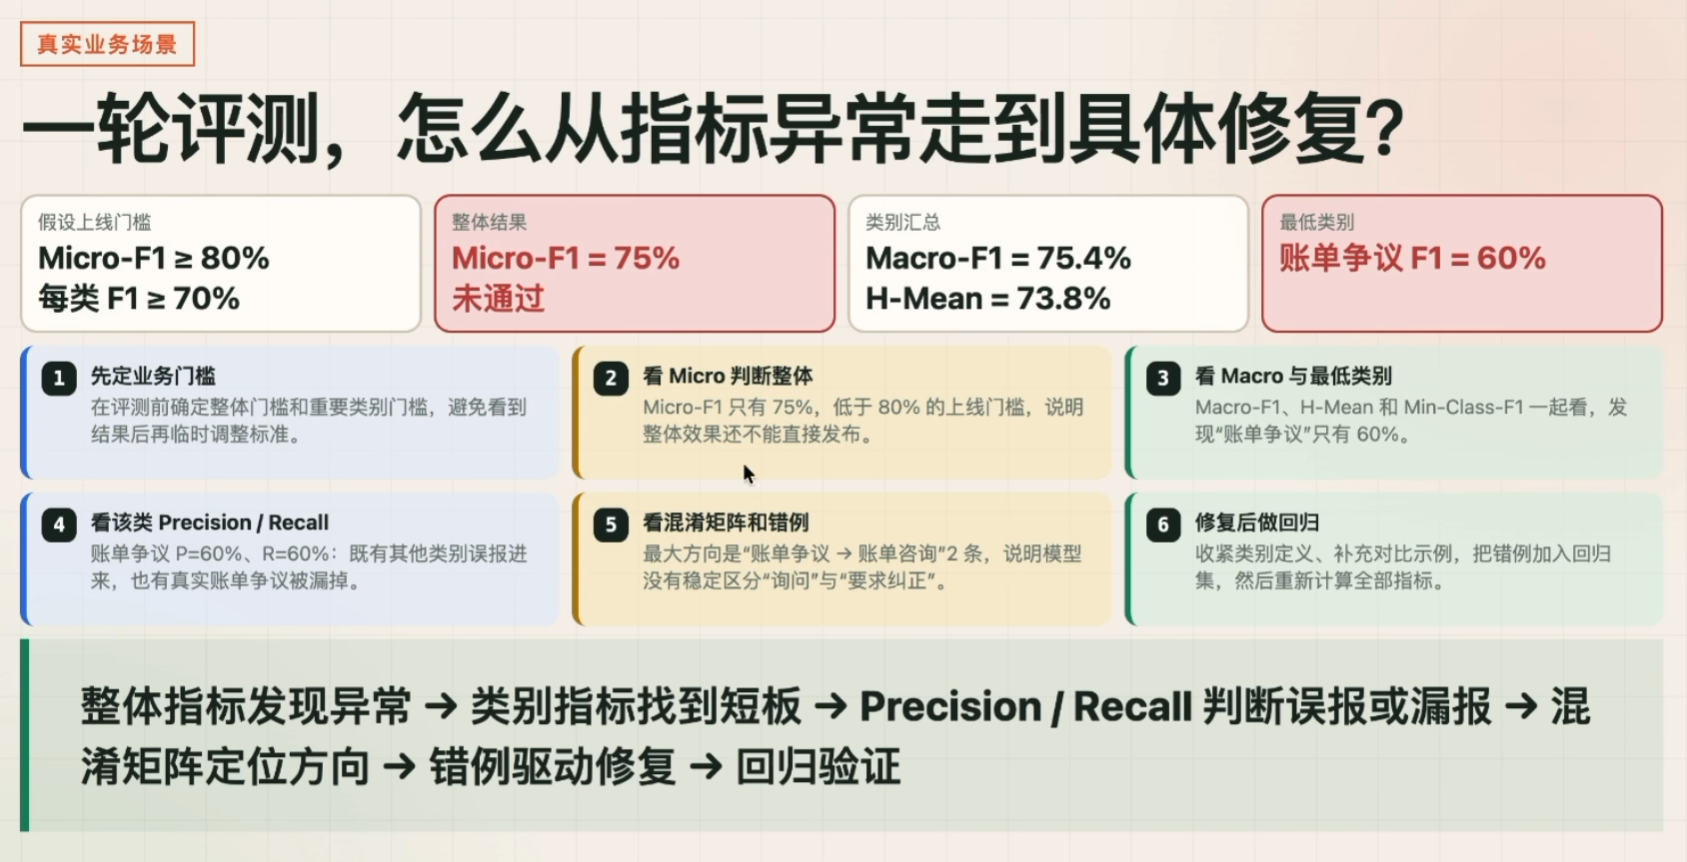 真实业务场景
一轮评测，怎么从指标异常走到具体修复？
假设上线门槛
Micro-F1 ≥ 80%
每类 F1 ≥ 70%
整体结果
Micro-F1 = 75%
未通过
类别汇总
Macro-F1 = 75.4%
H-Mean = 73.8%
最低类别
账单争议 F1 = 60%
1 先定业务门槛
在评测前确定整体门槛和重要类别门槛，避免看到
结果后再临时调整标准。
2 看 Micro 判断整体
Micro-F1 只有 75%，低于 80% 的上线门槛，说明
整体效果还不能直接发布。
3 看 Macro 与最低类别
Macro-F1、H-Mean 和 Min-Class-F1 一起看，发
现“账单争议”只有 60%。
4 看该类 Precision / Recall
账单争议 P=60%、R=60%：既有其他类别误报进
来，也有真实账单争议被漏掉。
5 看混淆矩阵和错例
最大方向是“账单争议 → 账单咨询”2 条，说明模型
没有稳定区分“询问”与“要求纠正”。
6 修复后做回归
收紧类别定义、补充对比示例，把错例加入回归
集，然后重新计算全部指标。
整体指标发现异常 → 类别指标找到短板 → Precision / Recall 判断误报或漏报 → 混
淆矩阵定位方向 → 错例驱动修复 → 回归验证